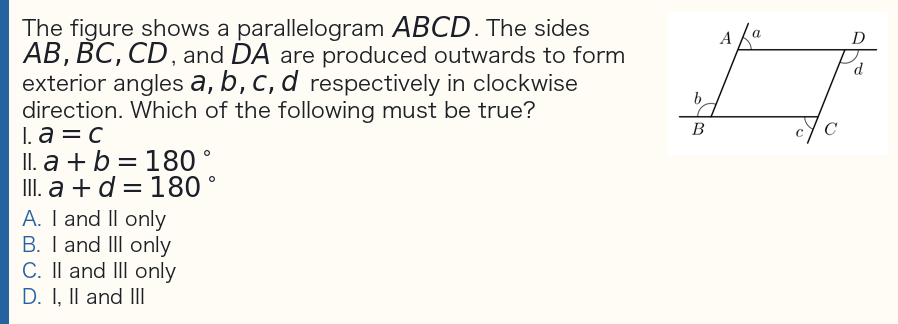 The figure shows a parallelogram ABCD. The sides
AB, BC, CD, and DA are produced outwards to form
exterior angles a, b, c, d respectively in clockwise
direction. Which of the following must be true?
I. a = c
II. a + b = 180°
III. a + d = 180°
A. I and II only
B. I and III only
C. II and III only
D. I, II and III
A a D
d
b
B c C